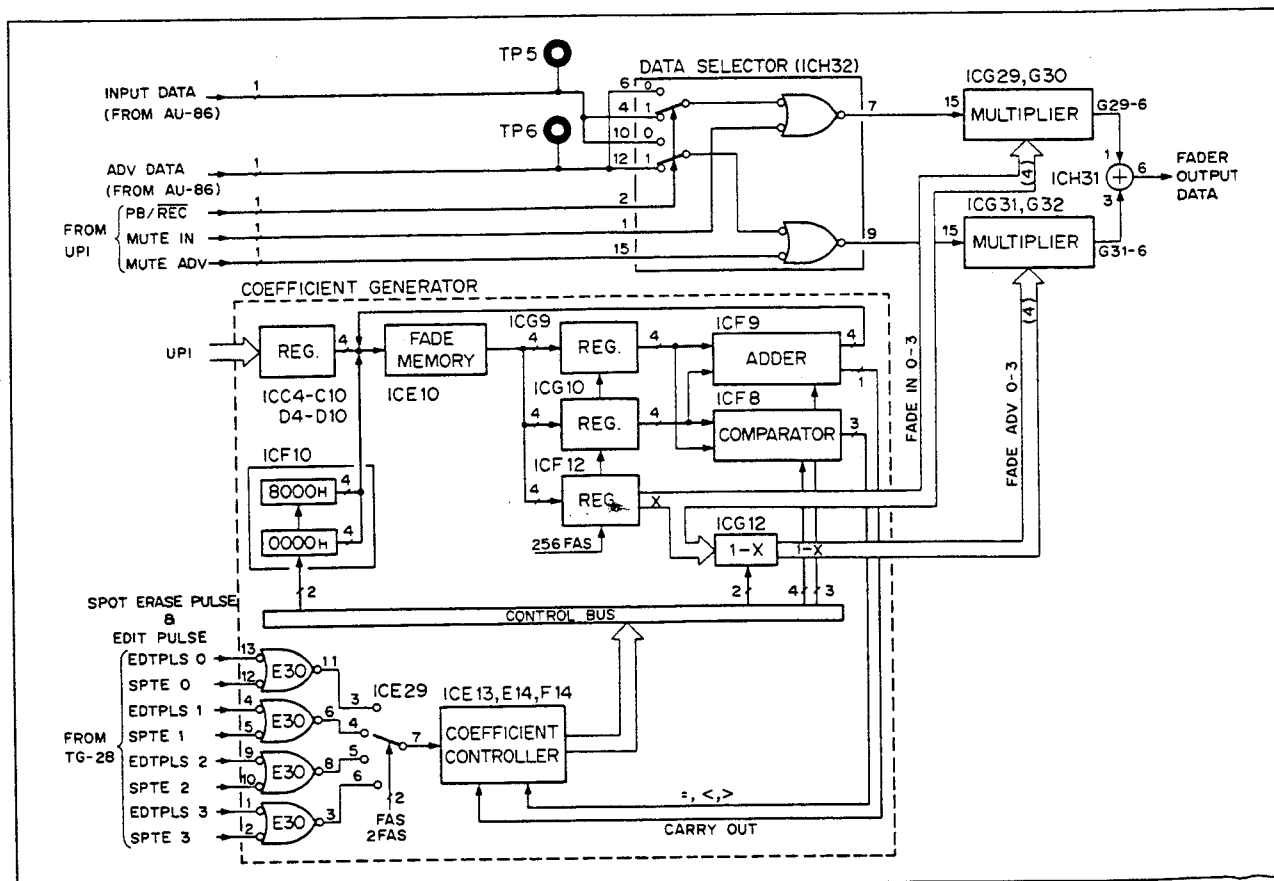 TP5
DATA SELECTOR (ICH32)
INPUT DATA
(FROM AU-86)
1
6
0
4
1
7
15
ICG29, G30
MULTIPLIER
G29-6
TP6
10
0
12
1
(4)
1
ICH31
+
6
3
FADER
OUTPUT
DATA
ADV DATA
(FROM AU-86)
1
FROM
UPI
PB/REC
1
2
MUTE IN
1
1
MUTE ADV
1
15
9
15
ICG31, G32
MULTIPLIER
G31-6
(4)
COEFFICIENT GENERATOR
UPI
REG.
4
ICC4-C10
D4-D10
FADE
MEMORY
ICE10
ICG9
4
REG.
4
ICF9
ADDER
4
1
ICG10
4
REG.
4
ICF8
COMPARATOR
3
ICF12
4
REG.
X
256 FAS
ICG12
1-X
1-X
FADE IN 0-3
FADE ADV 0-3
ICF10
8000H
4
0000H
4
2
2
4
3
CONTROL BUS
SPOT ERASE PULSE
&
EDIT PULSE
FROM
TG-28
EDTPLS 0
13
SPTE 0
12
E30
11
EDTPLS 1
4
SPTE 1
5
E30
6
EDTPLS 2
9
SPTE 2
10
E30
8
EDTPLS 3
1
SPTE 3
2
E30
3
ICE29
3
4
5
6
7
2
FAS
2FAS
ICE13, E14, F14
COEFFICIENT
CONTROLLER
=, <, >
CARRY OUT